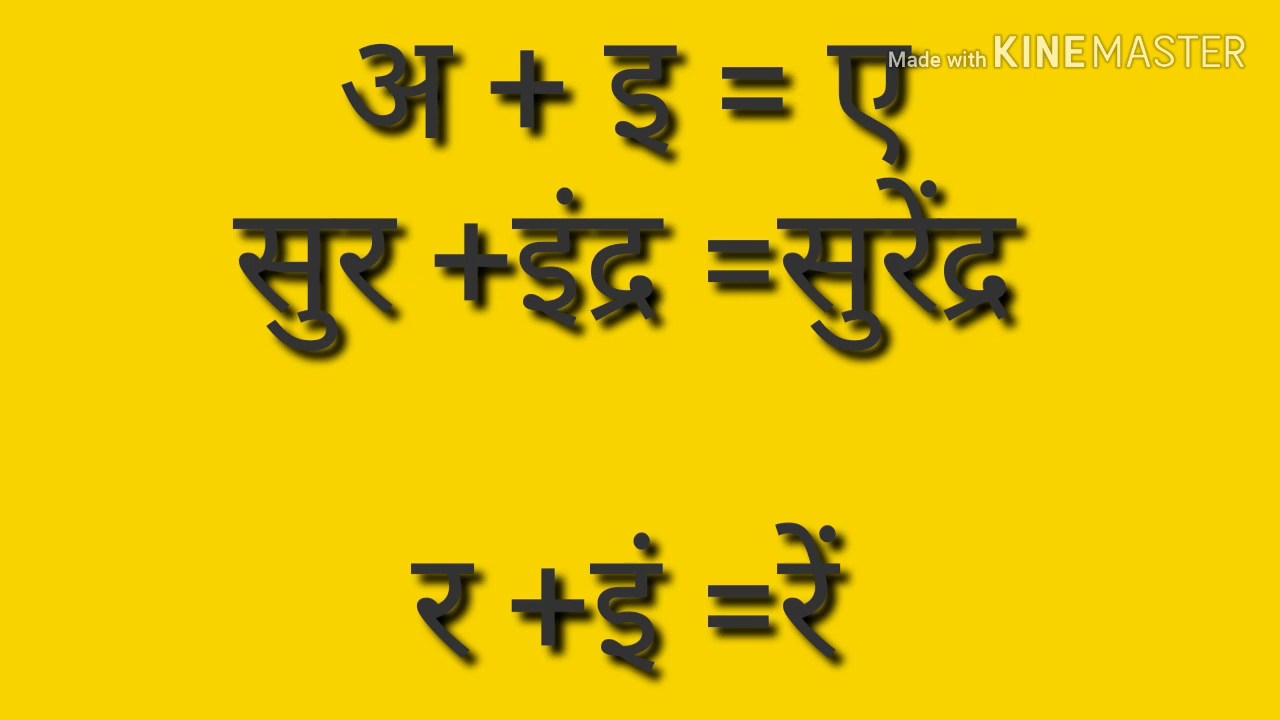 अ + इ = ए
Made with KINEMASTER
सुर +इंद्र =सुरेंद्र
र +इं =रें